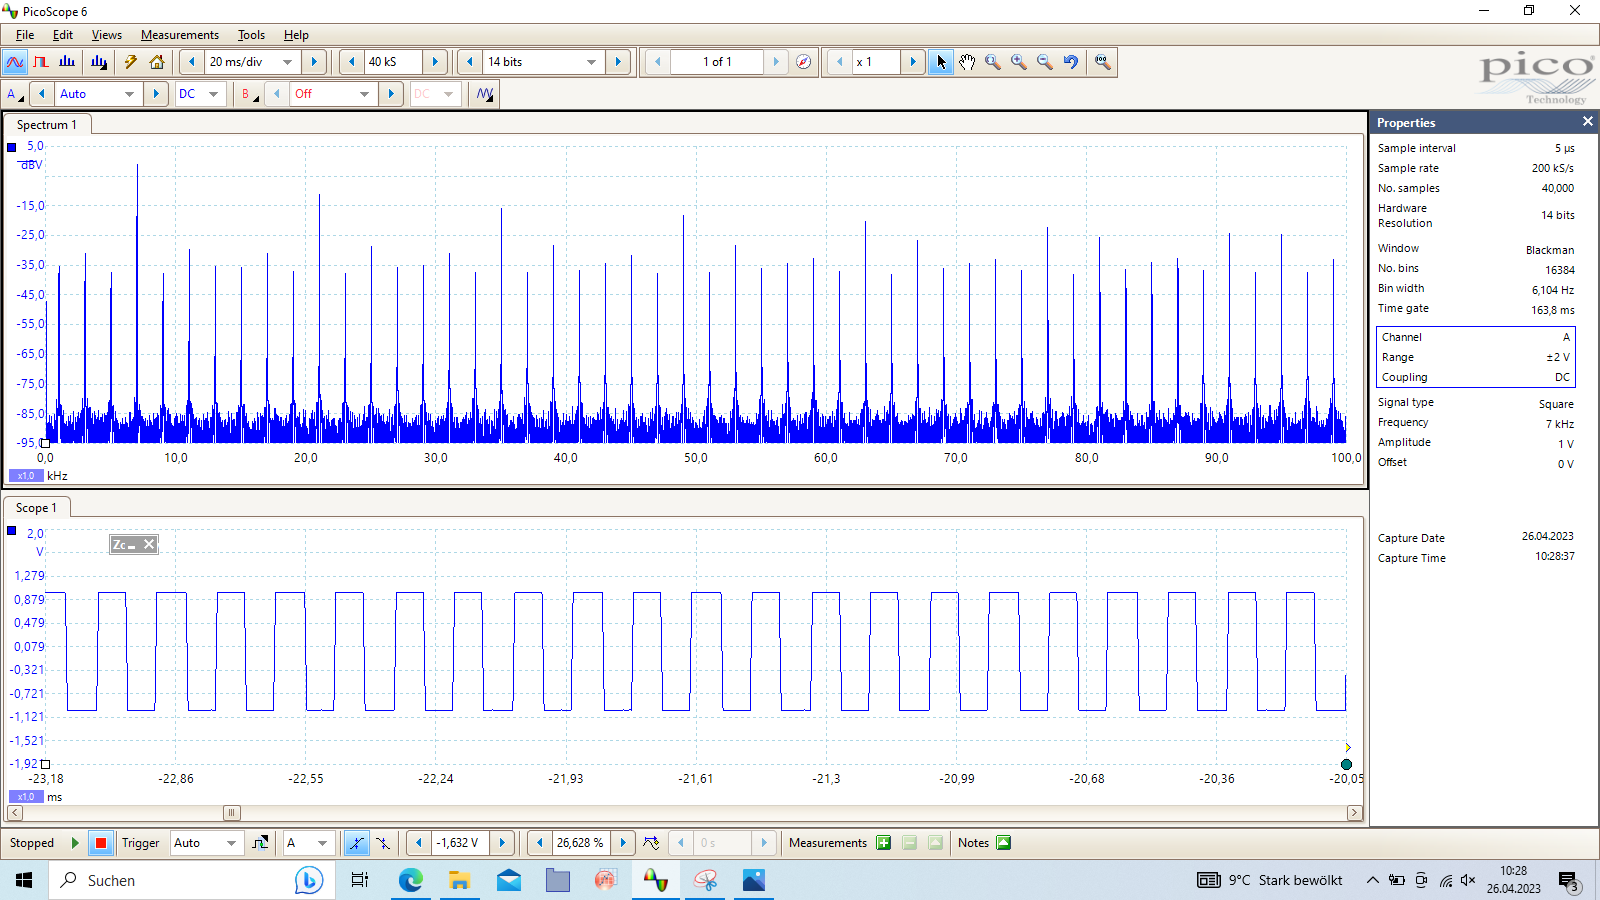 PicoScope 6
File Edit Views Measurements Tools Help
20 ms/div 40 kS 14 bits 1 of 1 x 1
pico
Technology
A Auto DC B Off DC
Spectrum 1
5,0
dBV
-15,0
-25,0
-35,0
-45,0
-55,0
-65,0
-75,0
-85,0
-95,0
0,0 10,0 20,0 30,0 40,0 50,0 60,0 70,0 80,0 90,0 100,0
x1,0 kHz
Properties
Sample interval 5 µs
Sample rate 200 kS/s
No. samples 40,000
Hardware Resolution 14 bits
Window Blackman
No. bins 16384
Bin width 6,104 Hz
Time gate 163,8 ms
Channel A
Range ±2 V
Coupling DC
Signal type Square
Frequency 7 kHz
Amplitude 1 V
Offset 0 V
Capture Date 26.04.2023
Capture Time 10:28:37
Scope 1
2,0
V
Zo
1,279
0,879
0,479
0,079
-0,321
-0,721
-1,121
-1,521
-1,921
-23,18 -22,86 -22,55 -22,24 -21,93 -21,61 -21,3 -20,99 -20,68 -20,36 -20,05
x1,0 ms
Stopped Trigger Auto A -1,632 V 26,628 % 0 s Measurements Notes
Suchen 9°C Stark bewölkt 10:28
26.04.2023 3